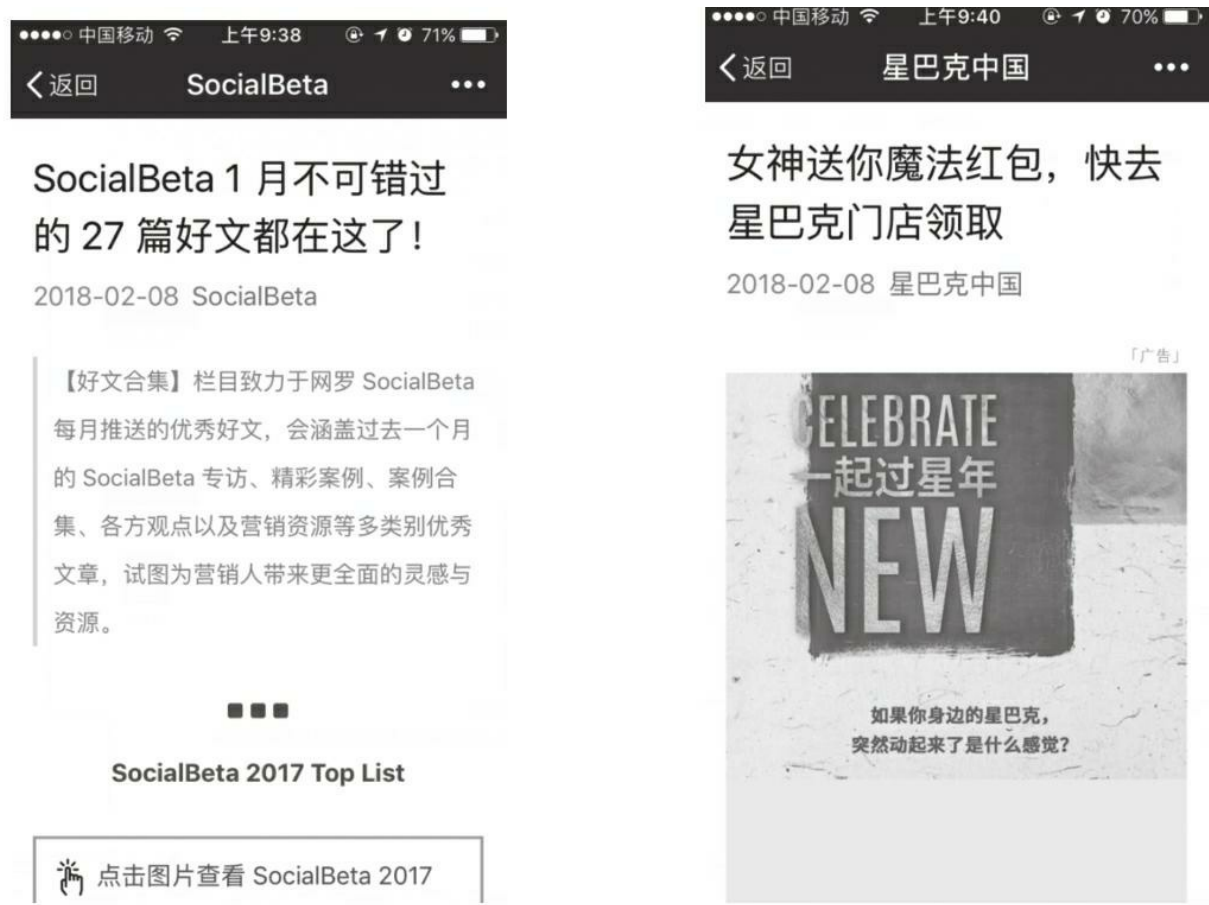 中国移动 上午9:38 71%
返回 SocialBeta
SocialBeta 1 月不可错过
的 27 篇好文都在这了!
2018-02-08 SocialBeta
【好文合集】栏目致力于网罗 SocialBeta
每月推送的优秀好文，会涵盖过去一个月
的 SocialBeta 专访、精彩案例、案例合
集、各方观点以及营销资源等多类别优秀
文章，试图为营销人带来更全面的灵感与
资源。
SocialBeta 2017 Top List
点击图片查看 SocialBeta 2017
中国移动 上午9:40 70%
返回 星巴克中国
女神送你魔法红包，快去
星巴克门店领取
2018-02-08 星巴克中国
「广告」
CELEBRATE
一起过星年
NEW
如果你身边的星巴克，
突然动起来了是什么感觉？